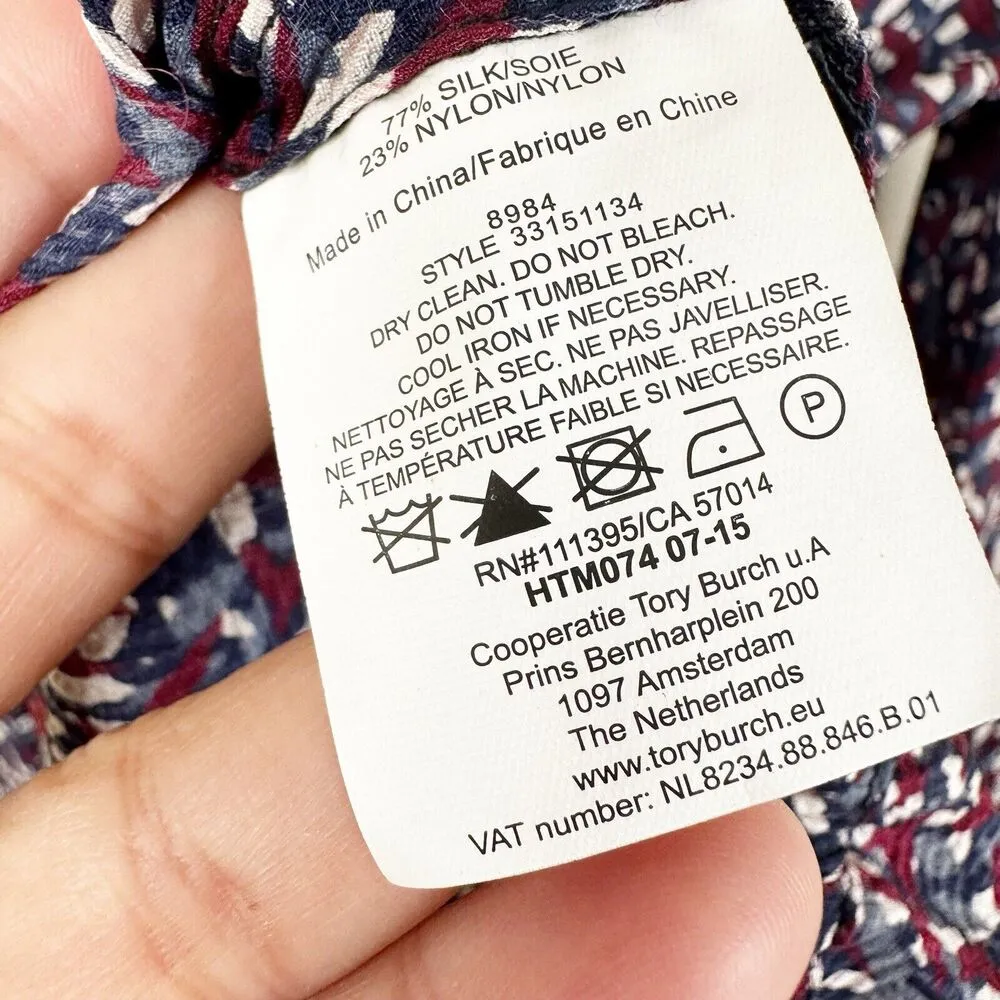 77% SILK/SOIE
23% NYLON/NYLON
Made in China/Fabrique en Chine
8984
STYLE 33151134
DRY CLEAN. DO NOT BLEACH.
DO NOT TUMBLE DRY.
COOL IRON IF NECESSARY.
NETTOYAGE À SEC. NE PAS JAVELLISER.
NE PAS SECHER LA MACHINE. REPASSAGE
À TEMPÉRATURE FAIBLE SI NECESSAIRE.
P
RN#111395/CA 57014
HTM074 07-15
Cooperatie Tory Burch u.A
Prins Bernharplein 200
1097 Amsterdam
The Netherlands
www.toryburch.eu
VAT number: NL8234.88.846.B.01